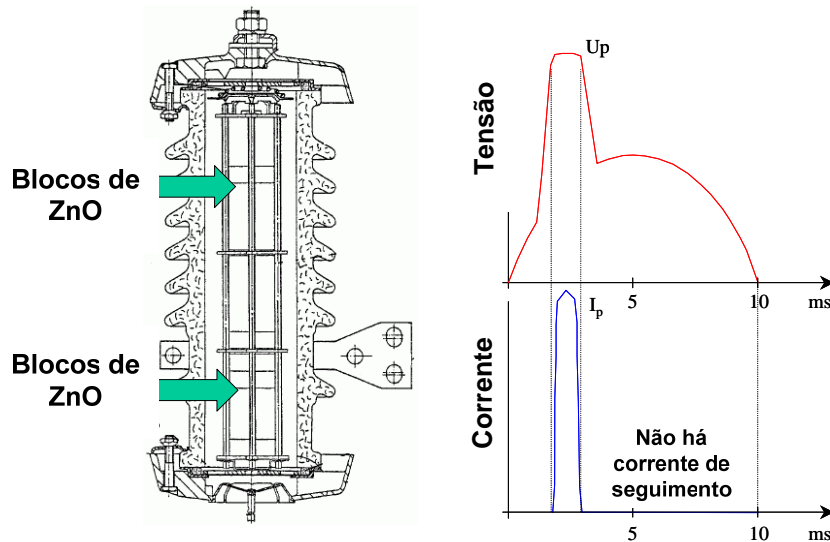 Blocos de
ZnO
Blocos de
ZnO
Tensão
Up
5
10
ms
Corrente
Ip
Não há
corrente de
seguimento
5
10
ms